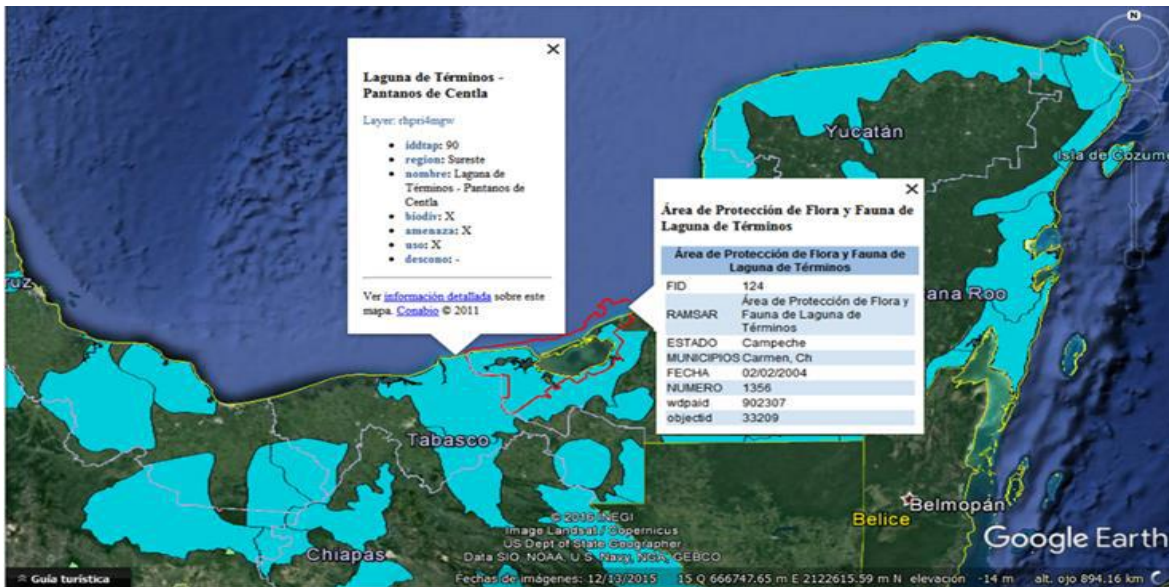 N
Laguna de Términos -
Pantanos de Centla
Layer: rhpri4mgw
• iddtap: 90
• region: Sureste
• nombre: Laguna de
Términos - Pantanos de
Centla
• biodiv: X
• amenaza: X
• uso: X
• descono: -
Ver información detallada sobre este
mapa. Conabio © 2011
Yucatán
Isla de Cozume
Área de Protección de Flora y Fauna de
Laguna de Términos
Área de Protección de Flora y Fauna de
Laguna de Términos
FID 124
RAMSAR Área de Protección de Flora y
Fauna de Laguna de
Términos
ESTADO Campeche
MUNICIPIOS Carmen, Ch
FECHA 02/02/2004
NUMERO 1356
wdpaid 902307
objectid 33209
ruz
ana Roo
Tabasco
Chiapas
Belmopán
Belice
© 2016 INEGI
Image Landsat / Copernicus
US Dept of State Geographer
Data SIO, NOAA, U.S. Navy, NGA, GEBCO
Google Earth
Guía turística
Fechas de imágenes: 12/13/2015 15 Q 666747.65 m E 2122615.59 m N elevación -14 m alt. ojo 894.16 km